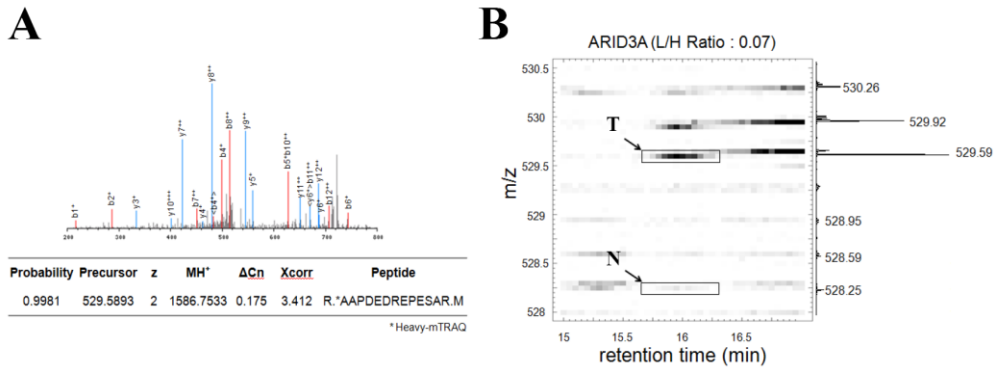 A
B
ARID3A (L/H Ratio : 0.07)
b1*
b2*
y3*
y10***
y7**
b7**
y4*
<b4*>
y8**
b4*
b8**
y9**
y5*
b5*b10**
y11**
<y6*>b11**
y12**
y6*
b12**
b6*
200 300 400 500 600 700 800
Probability Precursor z MH⁺ ΔCn Xcorr Peptide
0.9981 529.5893 2 1586.7533 0.175 3.412 R.*AAPDEDREPESAR.M
*Heavy-mTRAQ
530.5
530
529.5
529
528.5
528
m/z
T
N
15 15.5 16 16.5
retention time (min)
530.26
529.92
529.59
528.95
528.59
528.25